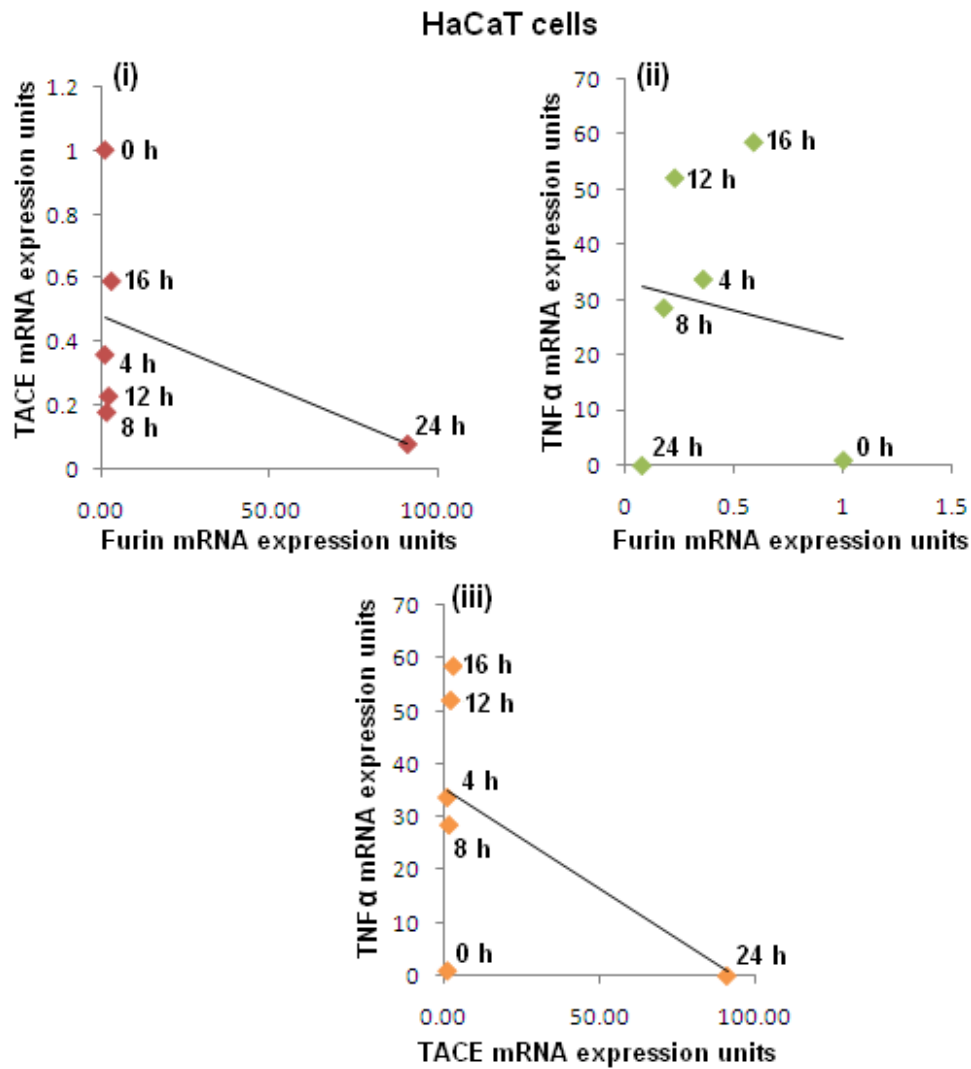 HaCaT cells
(i)
TACE mRNA expression units
1.2
1
0.8
0.6
0.4
0.2
0
0 h
16 h
4 h
12 h
8 h
24 h
0.00 50.00 100.00
Furin mRNA expression units
(ii)
TNFα mRNA expression units
70
60
50
40
30
20
10
0
16 h
12 h
4 h
8 h
24 h
0 h
0 0.5 1 1.5
Furin mRNA expression units
(iii)
TNFα mRNA expression units
70
60
50
40
30
20
10
0
16 h
12 h
4 h
8 h
0 h
24 h
0.00 50.00 100.00
TACE mRNA expression units